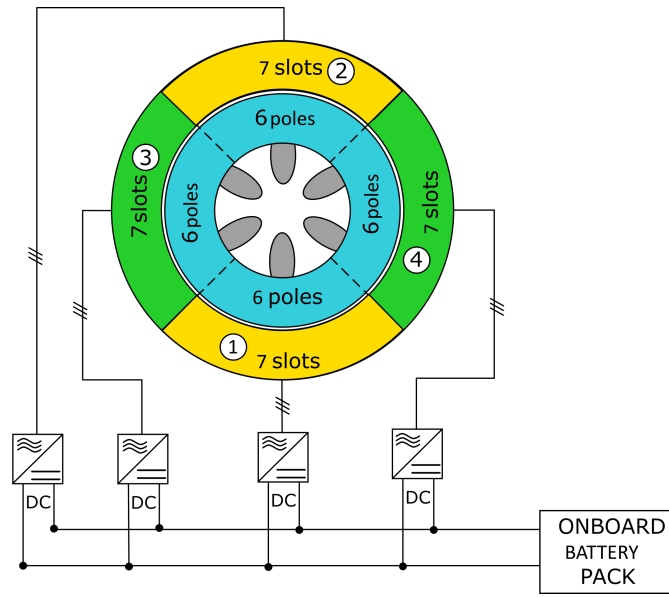 7 slots 2
6 poles
3
7 slots
6 poles
6 poles
7 slots
4
6 poles
1
7 slots
DC
DC
DC
DC
ONBOARD
BATTERY
PACK